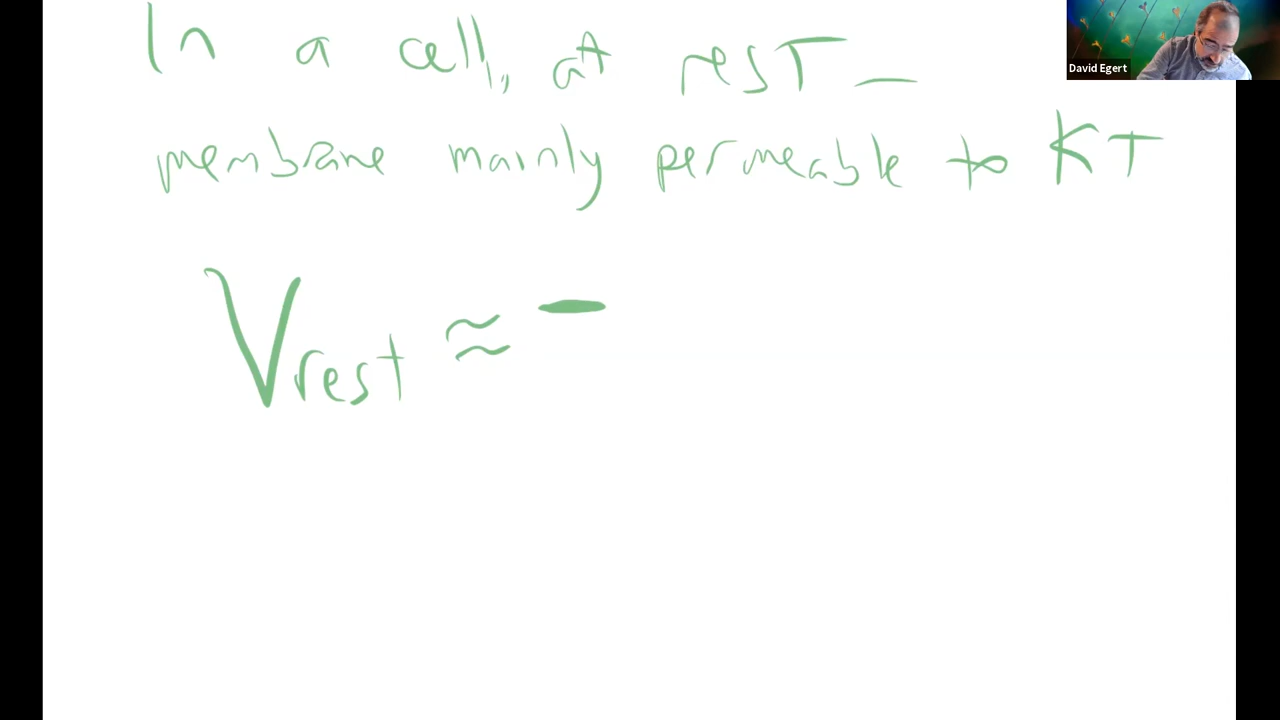 In a cell, at rest —
David Egert
membrane mainly permeable to K+
Vrest ≈ -